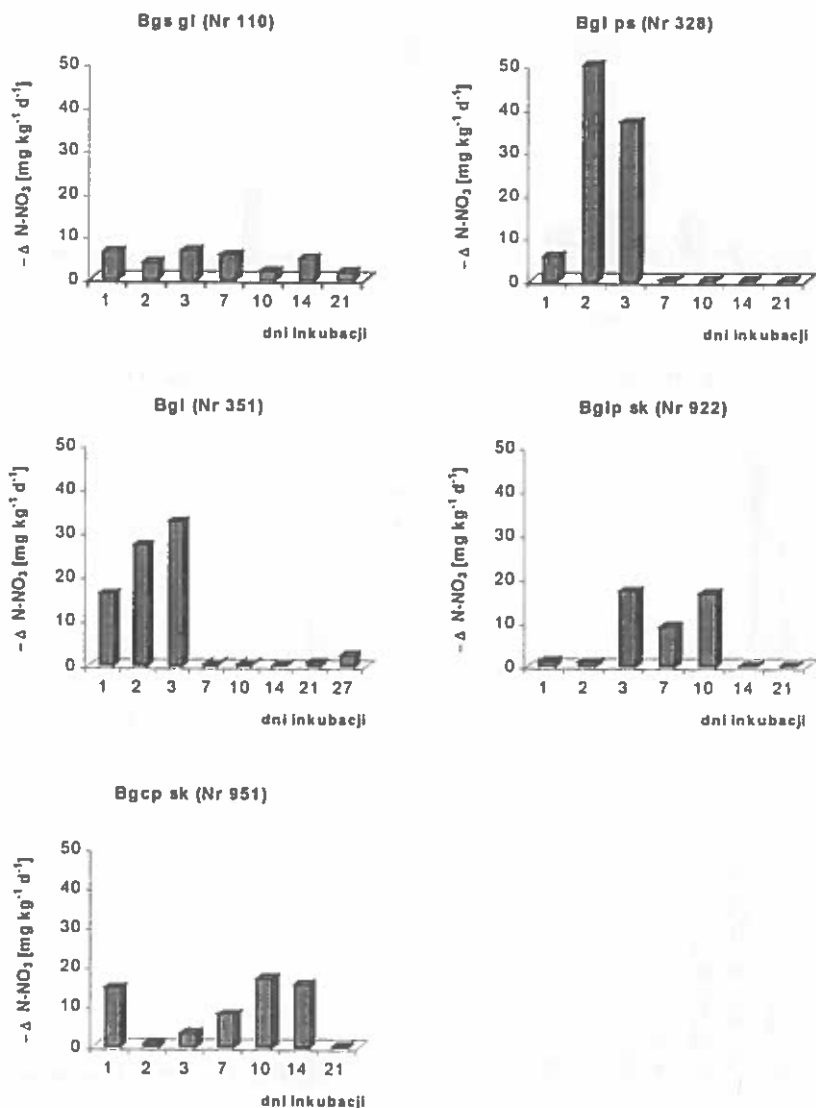 Bgs gl (Nr 110)
− Δ N-NO₃ [mg kg⁻¹ d⁻¹]
50
40
30
20
10
0
1 2 3 7 10 14 21
dni inkubacji
Bgl ps (Nr 328)
− Δ N-NO₃ [mg kg⁻¹ d⁻¹]
50
40
30
20
10
0
1 2 3 7 10 14 21
dni inkubacji
Bgl (Nr 351)
− Δ N-NO₃ [mg kg⁻¹ d⁻¹]
50
40
30
20
10
0
1 2 3 7 10 14 21 27
dni inkubacji
Bglp sk (Nr 922)
− Δ N-NO₃ [mg kg⁻¹ d⁻¹]
50
40
30
20
10
0
1 2 3 7 10 14 21
dni inkubacji
Bgcp sk (Nr 951)
− Δ N-NO₃ [mg kg⁻¹ d⁻¹]
50
40
30
20
10
0
1 2 3 7 10 14 21
dni inkubacji